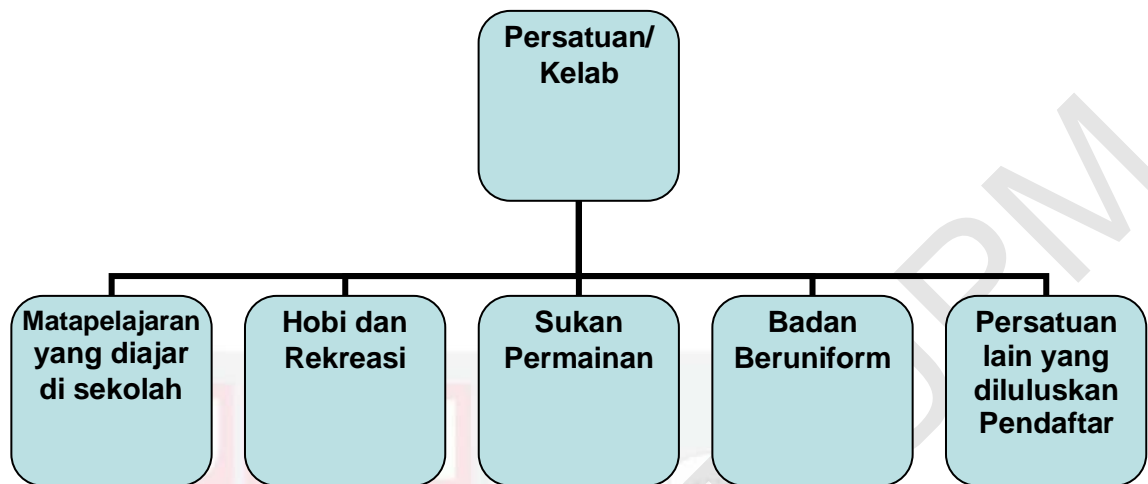 Persatuan/
Kelab
Matapelajaran
yang diajar
di sekolah
Hobi dan
Rekreasi
Sukan
Permainan
Badan
Beruniform
Persatuan
lain yang
diluluskan
Pendaftar
UPM